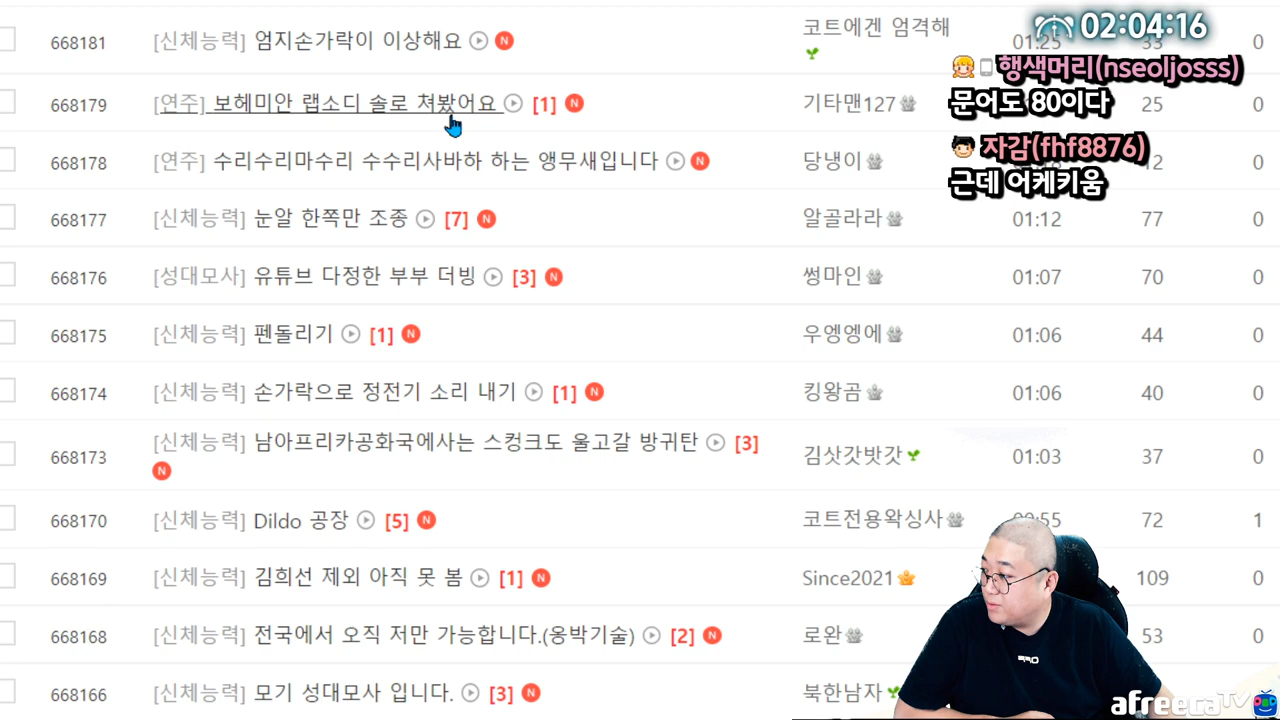 코트에겐 엄격해
02:04:16
668181 [신체능력] 엄지손가락이 이상해요 N 01:25 33 0
행색머리(nseoljosss)
668179 [연주] 보헤미안 랩소디 솔로 쳐봤어요 [1] N 기타맨127 25 0
문어도 80이다
자감(fhf8876)
668178 [연주] 수리수리마수리 수수리사바하 하는 앵무새입니다 N 당냉이 12 0
근데 어케키움
668177 [신체능력] 눈알 한쪽만 조종 [7] N 알골라라 01:12 77 0
668176 [성대모사] 유튜브 다정한 부부 더빙 [3] N 썽마인 01:07 70 0
668175 [신체능력] 펜돌리기 [1] N 우엥엥에 01:06 44 0
668174 [신체능력] 손가락으로 정전기 소리 내기 [1] N 킹왕곰 01:06 40 0
668173 [신체능력] 남아프리카공화국에사는 스컹크도 울고갈 방귀탄 [3] 김삿갓밧갓 01:03 37 0
N
668170 [신체능력] Dildo 공장 [5] N 코트전용왁싱사 00:55 72 1
668169 [신체능력] 김희선 제외 아직 못 봄 [1] N Since2021 109 0
668168 [신체능력] 전국에서 오직 저만 가능합니다.(옹박기술) [2] N 로완 53 0
668166 [신체능력] 모기 성대모사 입니다. [3] N 북한남자
afreecaTV